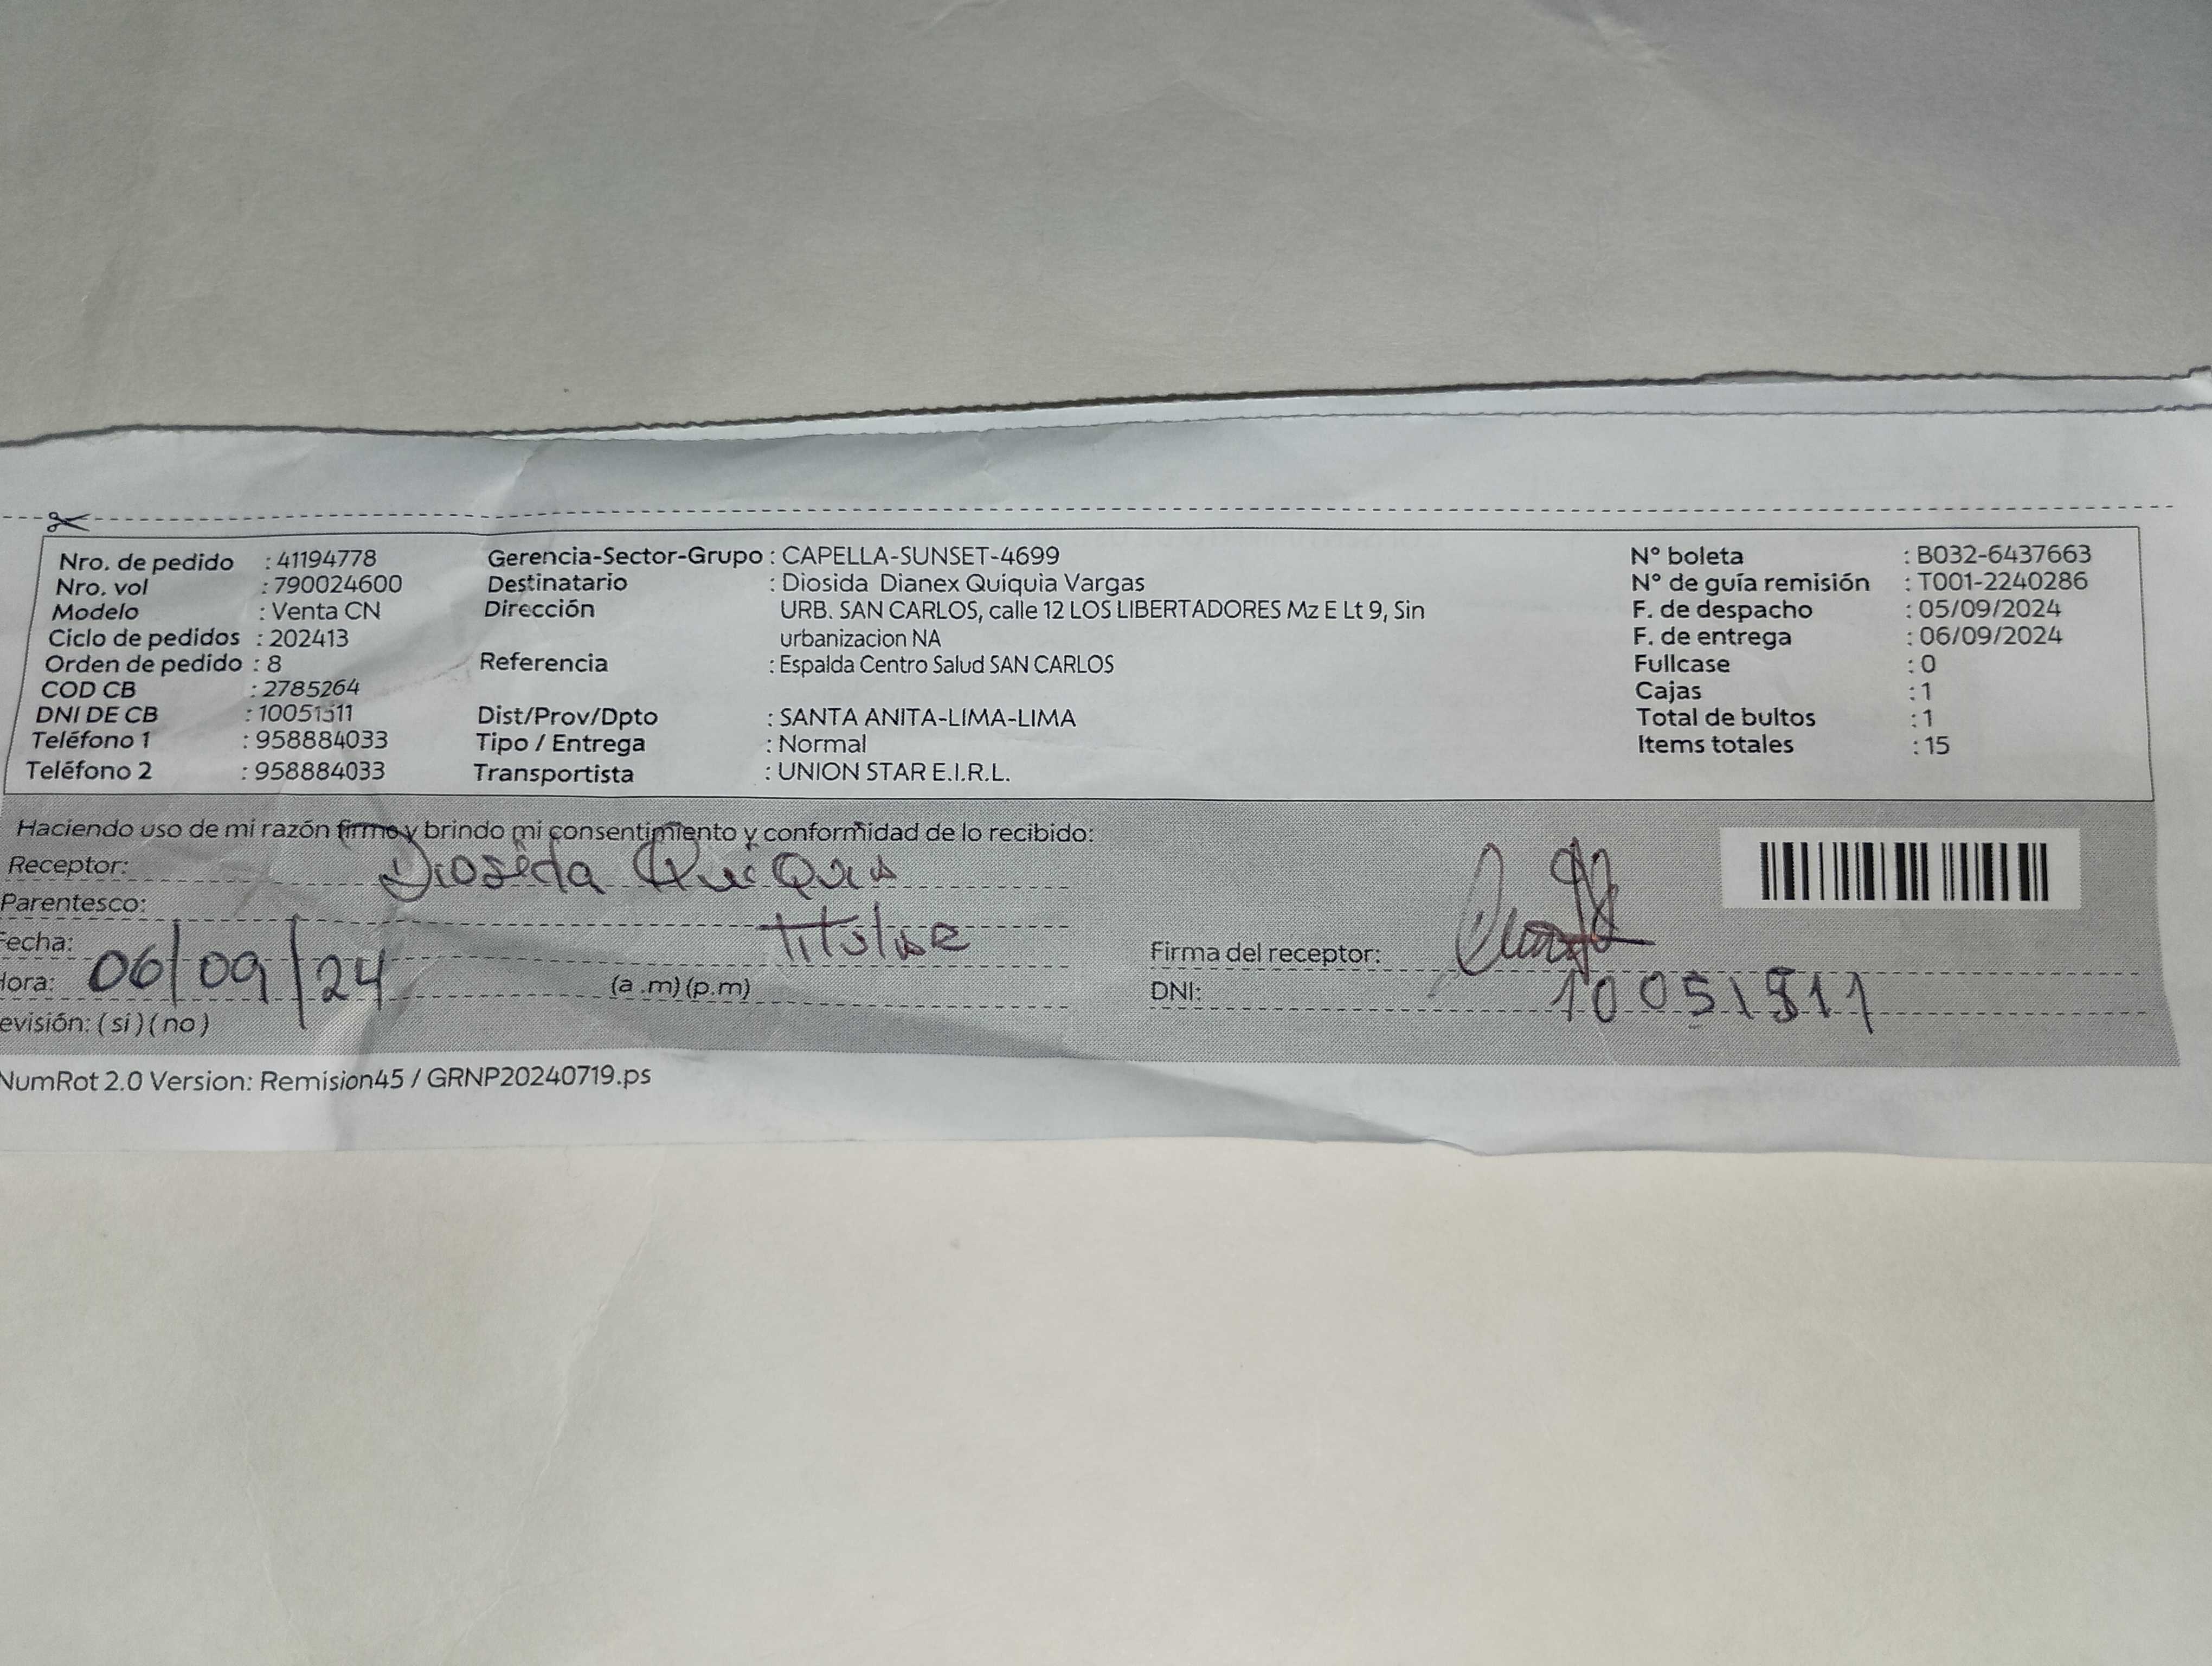 Nro. de pedido : 41194778 Gerencia-Sector-Grupo : CAPELLA-SUNSET-4699 N° boleta : B032-6437663
Nro. vol : 790024600 Destinatario : Diosida Dianex Quiquia Vargas N° de guía remisión : T001-2240286
Modelo : Venta CN Dirección URB. SAN CARLOS, calle 12 LOS LIBERTADORES Mz E Lt 9, Sin F. de despacho : 05/09/2024
Ciclo de pedidos : 202413 urbanizacion NA F. de entrega : 06/09/2024
Orden de pedido : 8 Referencia : Espalda Centro Salud SAN CARLOS Fullcase : 0
COD CB : 2785264 Cajas : 1
DNI DE CB : Dist/Prov/Dpto : SANTA ANITA-LIMA-LIMA Total de bultos : 1
Teléfono 1 : 958884033 Tipo / Entrega : Normal Items totales : 15
Teléfono 2 : 958884033 Transportista : UNION STAR E.I.R.L.
Haciendo uso de mi razón firmo y brindo mi consentimiento y conformidad de lo recibido:
Receptor: Diosida
Parentesco: titular
Fecha: 06/09/24 Firma del receptor:
Hora: (a .m) (p.m) DNI:
evisión: ( si ) ( no )
NumRot 2.0 Version: Remision45 / GRNP20240719.ps